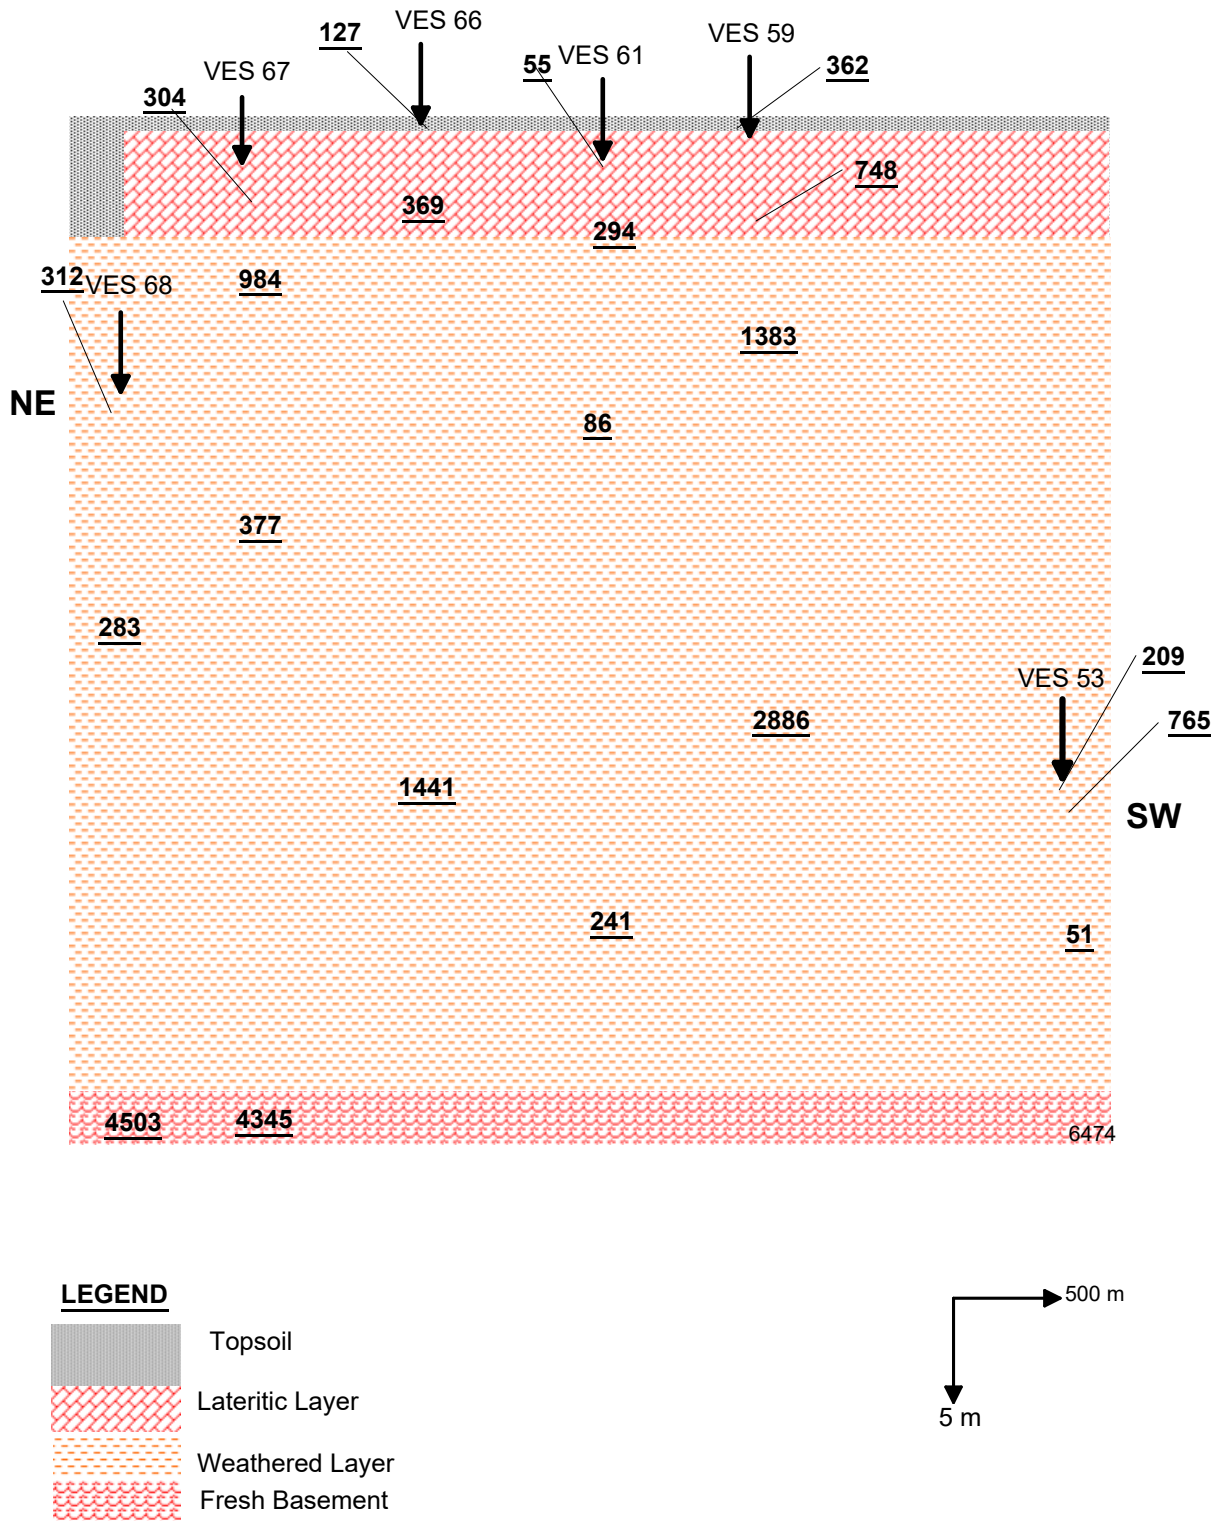 VES 66
127
VES 59
55
VES 61
362
VES 67
304
748
369
294
312
VES 68
984
1383
NE
86
377
283
209
VES 53
2886
765
1441
SW
241
51
4503
4345
6474
LEGEND
500 m
Topsoil
Lateritic Layer
5 m
Weathered Layer
Fresh Basement